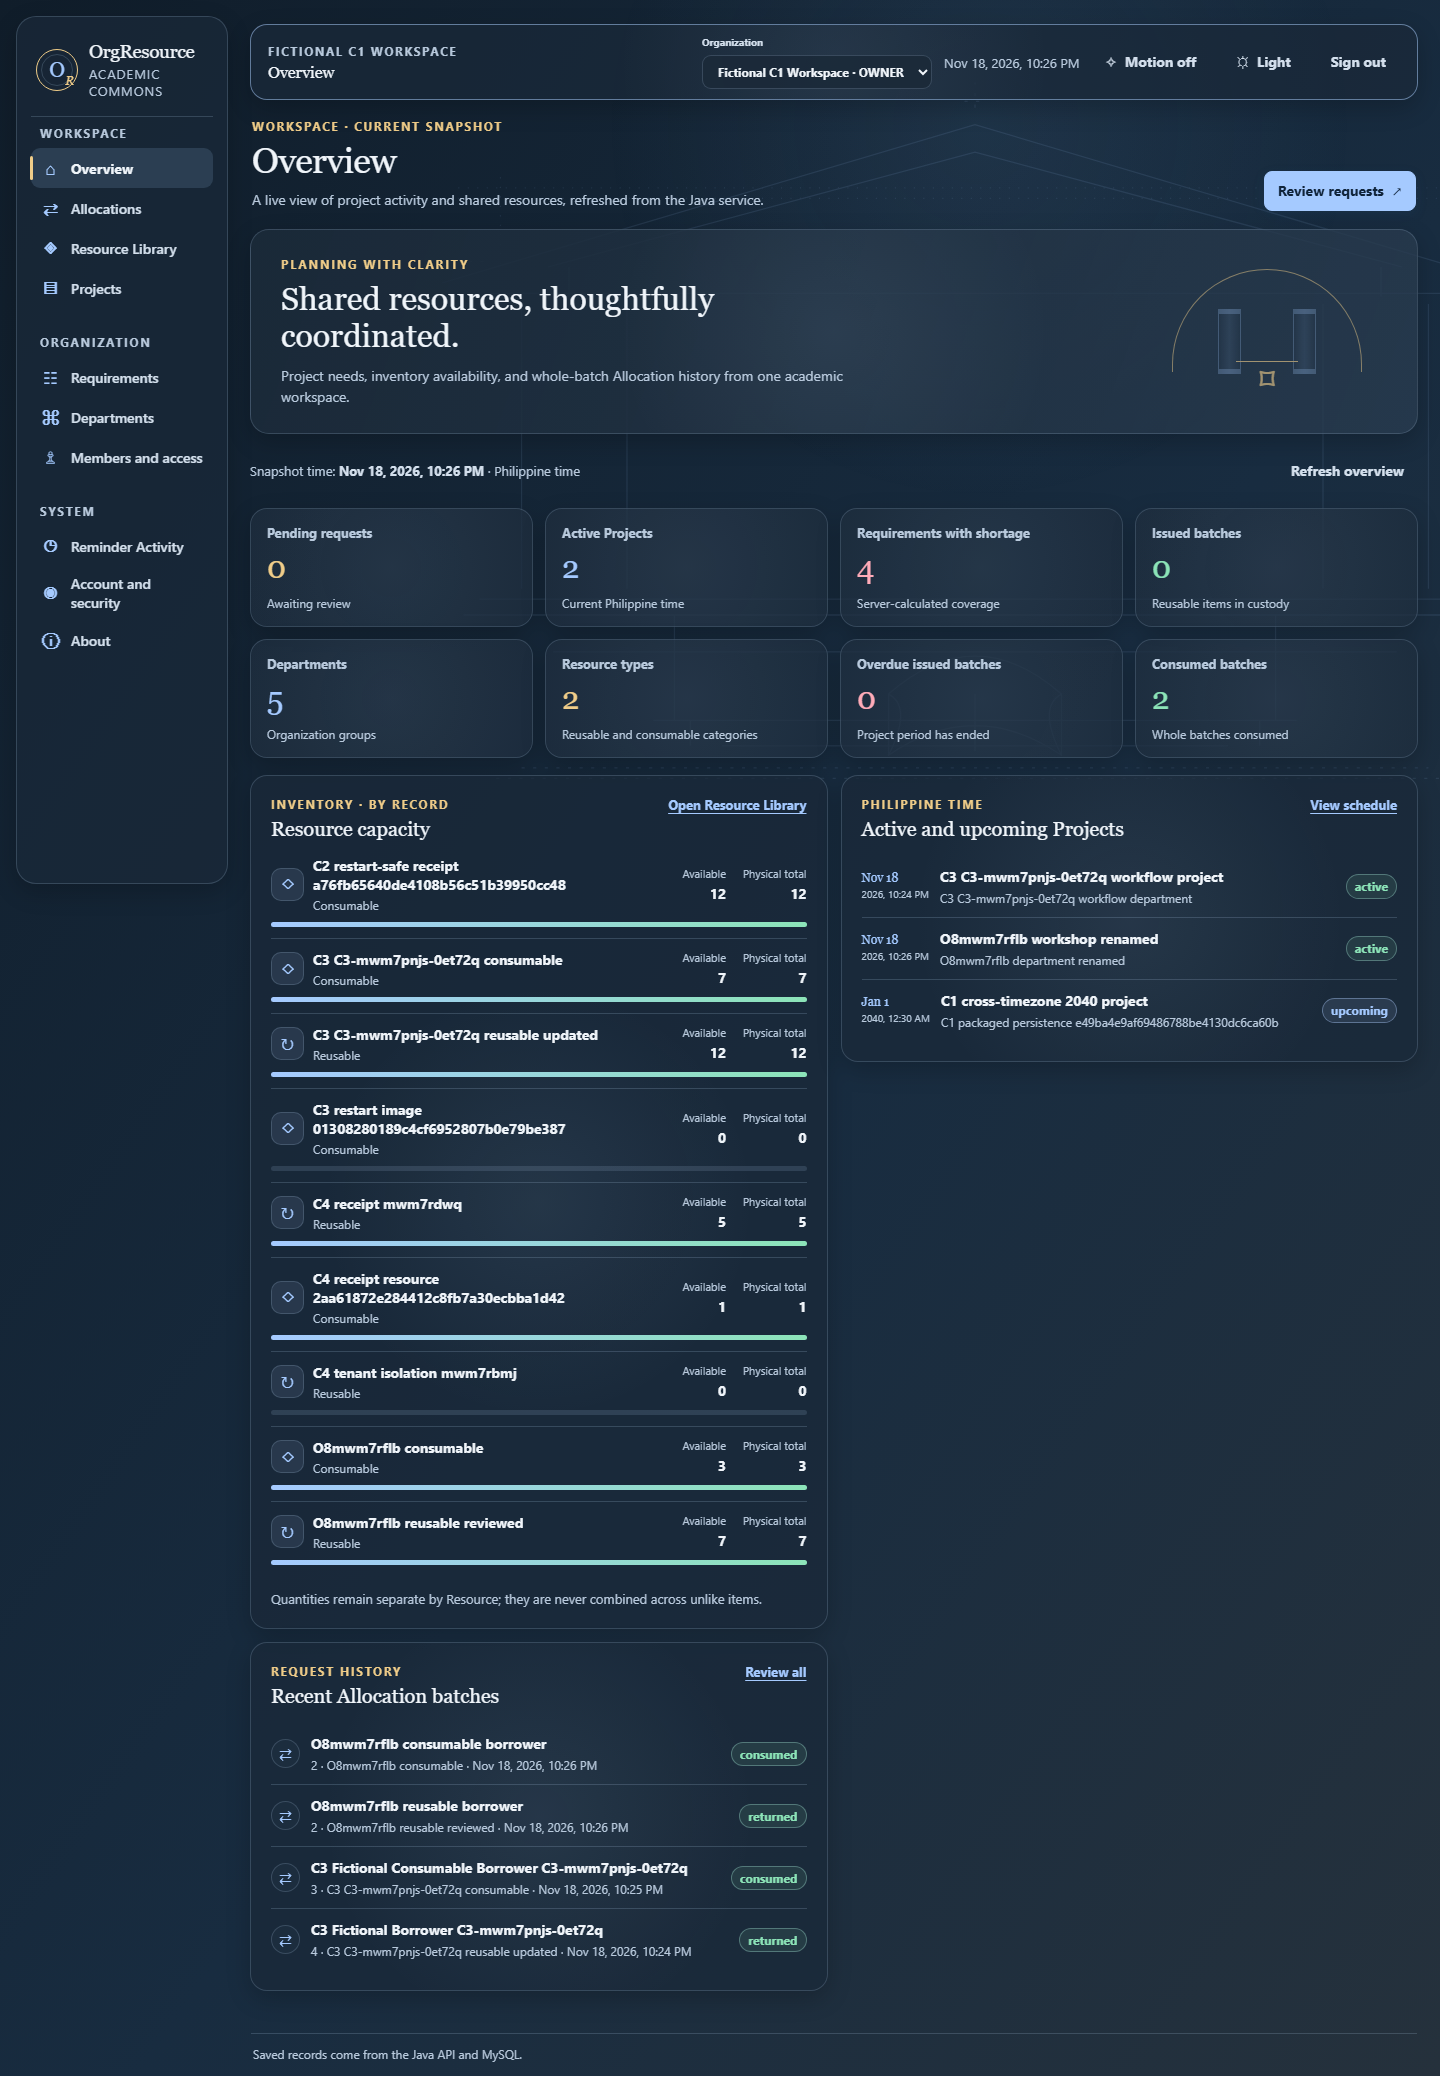 OR
OrgResource
ACADEMIC
COMMONS
WORKSPACE
Overview
Allocations
Resource Library
Projects
ORGANIZATION
Requirements
Departments
Members and access
SYSTEM
Reminder Activity
Account and
security
About
FICTIONAL C1 WORKSPACE
Overview
Organization
Fictional C1 Workspace · OWNER
Nov 18, 2026, 10:26 PM
Motion off
Light
Sign out
WORKSPACE · CURRENT SNAPSHOT
Overview
A live view of project activity and shared resources, refreshed from the Java service.
Review requests ↗
PLANNING WITH CLARITY
Shared resources, thoughtfully
coordinated.
Project needs, inventory availability, and whole-batch Allocation history from one academic
workspace.
Snapshot time: Nov 18, 2026, 10:26 PM · Philippine time
Refresh overview
Pending requests
0
Awaiting review
Active Projects
2
Current Philippine time
Requirements with shortage
4
Server-calculated coverage
Issued batches
0
Reusable items in custody
Departments
5
Organization groups
Resource types
2
Reusable and consumable categories
Overdue issued batches
0
Project period has ended
Consumed batches
2
Whole batches consumed
INVENTORY · BY RECORD
Open Resource Library
Resource capacity
C2 restart-safe receipt
a76fb65640de4108b56c51b39950cc48
Consumable
Available Physical total
12 12
C3 C3-mwm7pnjs-0et72q consumable
Consumable
Available Physical total
7 7
C3 C3-mwm7pnjs-0et72q reusable updated
Reusable
Available Physical total
12 12
C3 restart image
01308280189c4cf6952807b0e79be387
Consumable
Available Physical total
0 0
C4 receipt mwm7rdwq
Reusable
Available Physical total
5 5
C4 receipt resource
2aa61872e284412c8fb7a30ecbba1d42
Consumable
Available Physical total
1 1
C4 tenant isolation mwm7rbmj
Reusable
Available Physical total
0 0
O8mwm7rflb consumable
Consumable
Available Physical total
3 3
O8mwm7rflb reusable reviewed
Reusable
Available Physical total
7 7
Quantities remain separate by Resource; they are never combined across unlike items.
PHILIPPINE TIME
View schedule
Active and upcoming Projects
Nov 18
2026, 10:24 PM
C3 C3-mwm7pnjs-0et72q workflow project
C3 C3-mwm7pnjs-0et72q workflow department
active
Nov 18
2026, 10:26 PM
O8mwm7rflb workshop renamed
O8mwm7rflb department renamed
active
Jan 1
2040, 12:30 AM
C1 cross-timezone 2040 project
C1 packaged persistence e49ba4e9af69486788be4130dc6ca60b
upcoming
REQUEST HISTORY
Review all
Recent Allocation batches
O8mwm7rflb consumable borrower
2 · O8mwm7rflb consumable · Nov 18, 2026, 10:26 PM
consumed
O8mwm7rflb reusable borrower
2 · O8mwm7rflb reusable reviewed · Nov 18, 2026, 10:26 PM
returned
C3 Fictional Consumable Borrower C3-mwm7pnjs-0et72q
3 · C3 C3-mwm7pnjs-0et72q consumable · Nov 18, 2026, 10:25 PM
consumed
C3 Fictional Borrower C3-mwm7pnjs-0et72q
4 · C3 C3-mwm7pnjs-0et72q reusable updated · Nov 18, 2026, 10:24 PM
returned
Saved records come from the Java API and MySQL.